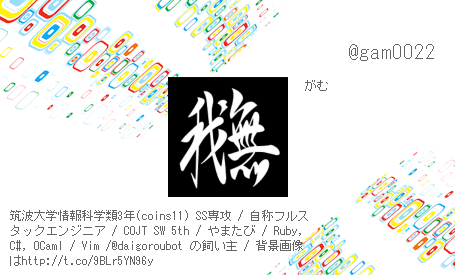 @gam0022
がむ
我無
筑波大学情報科学類3年(coins11) SS専攻 / 自称フルス
タックエンジニア / COJT SW 5th / やまたび / Ruby,
C#, OCaml / Vim /@daigoroubot の飼い主 / 背景画像
はhttp://t.co/9BLr5YN96y